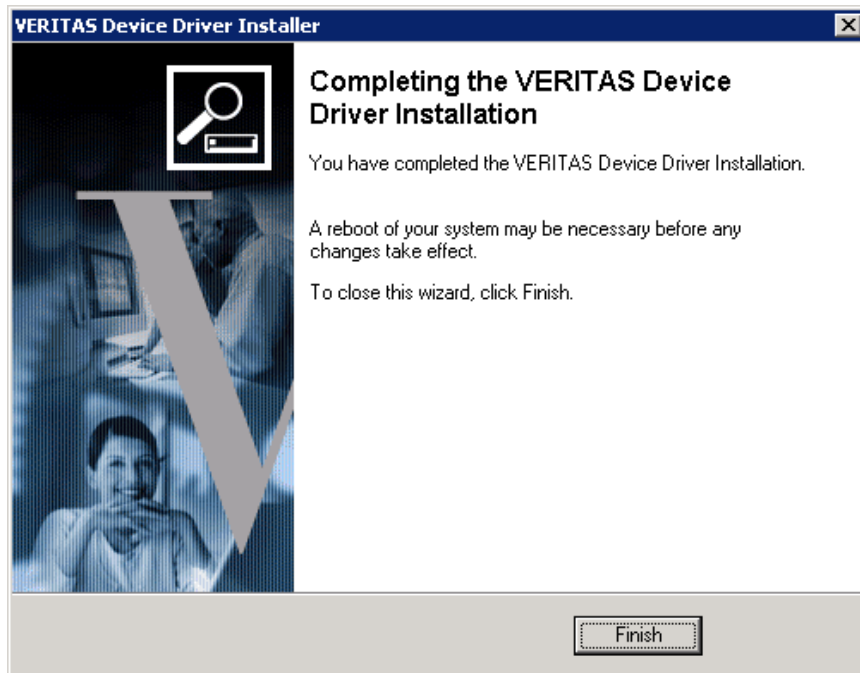 VERITAS Device Driver Installer
Completing the VERITAS Device
Driver Installation
You have completed the VERITAS Device Driver Installation.
A reboot of your system may be necessary before any
changes take effect.
To close this wizard, click Finish.
Finish